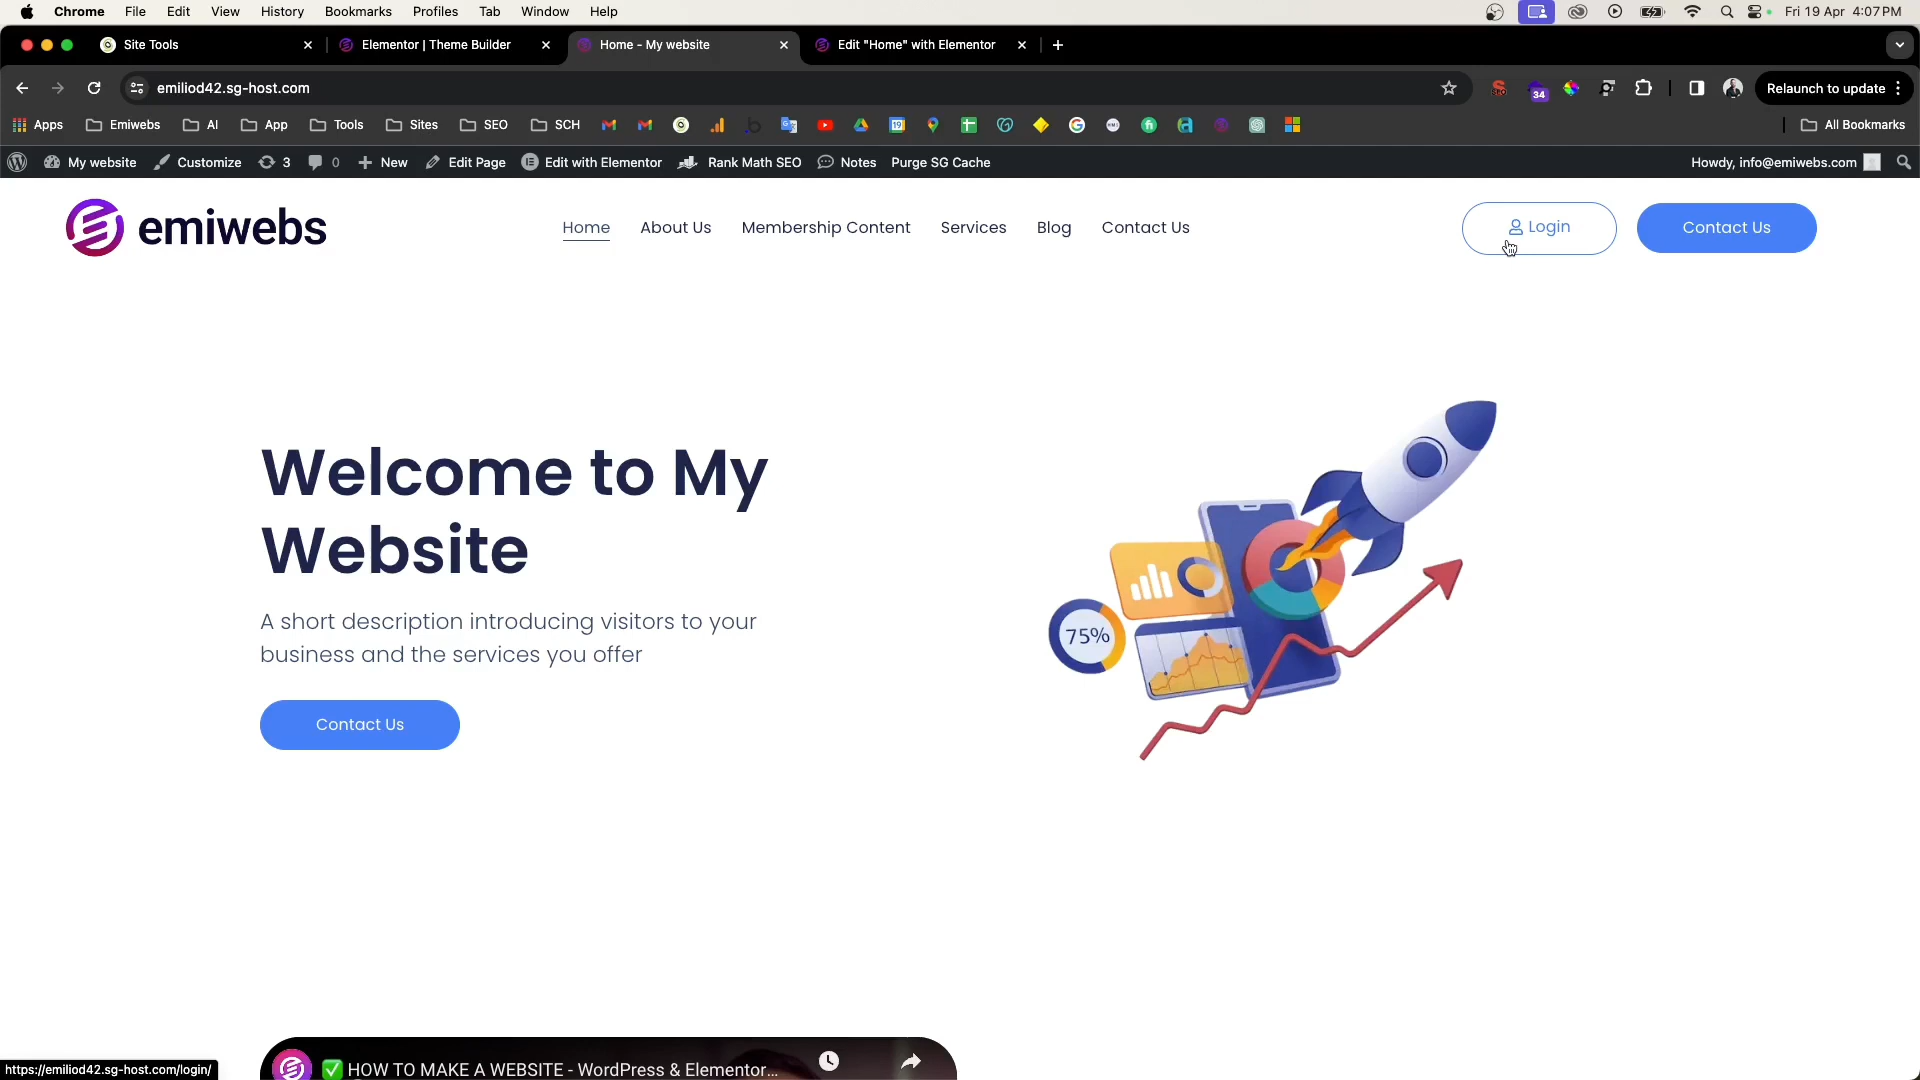 Chrome File Edit View History Bookmarks Profiles Tab Window Help Fri 19 Apr 4:07 PM
Site Tools Elementor | Theme Builder Home - My website Edit "Home" with Elementor
emiliod42.sg-host.com 34 Relaunch to update
Apps Emiwebs AI App Tools Sites SEO SCH All Bookmarks
My website Customize 3 0 New Edit Page Edit with Elementor Rank Math SEO Notes Purge SG Cache Howdy, info@emiwebs.com
emiwebs Home About Us Membership Content Services Blog Contact Us Login Contact Us
Welcome to My
Website
A short description introducing visitors to your
business and the services you offer
75%
Contact Us
HOW TO MAKE A WEBSITE - WordPress & Elementor...
https://emiliod42.sg-host.com/login/